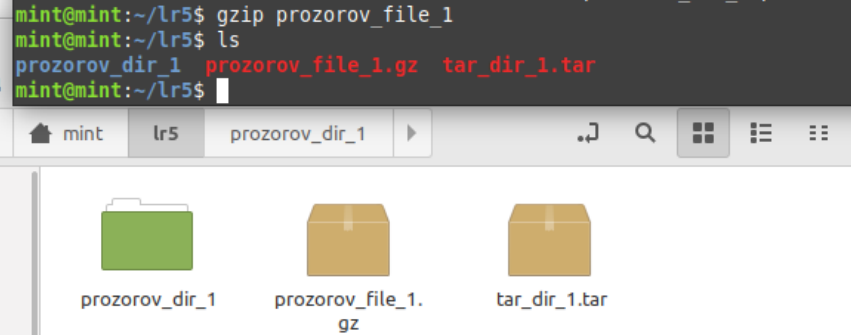 mint@mint:~/lr5$ gzip prozorov_file_1
mint@mint:~/lr5$ ls
prozorov_dir_1  prozorov_file_1.gz  tar_dir_1.tar
mint@mint:~/lr5$
mint lr5 prozorov_dir_1
prozorov_dir_1
prozorov_file_1.
gz
tar_dir_1.tar